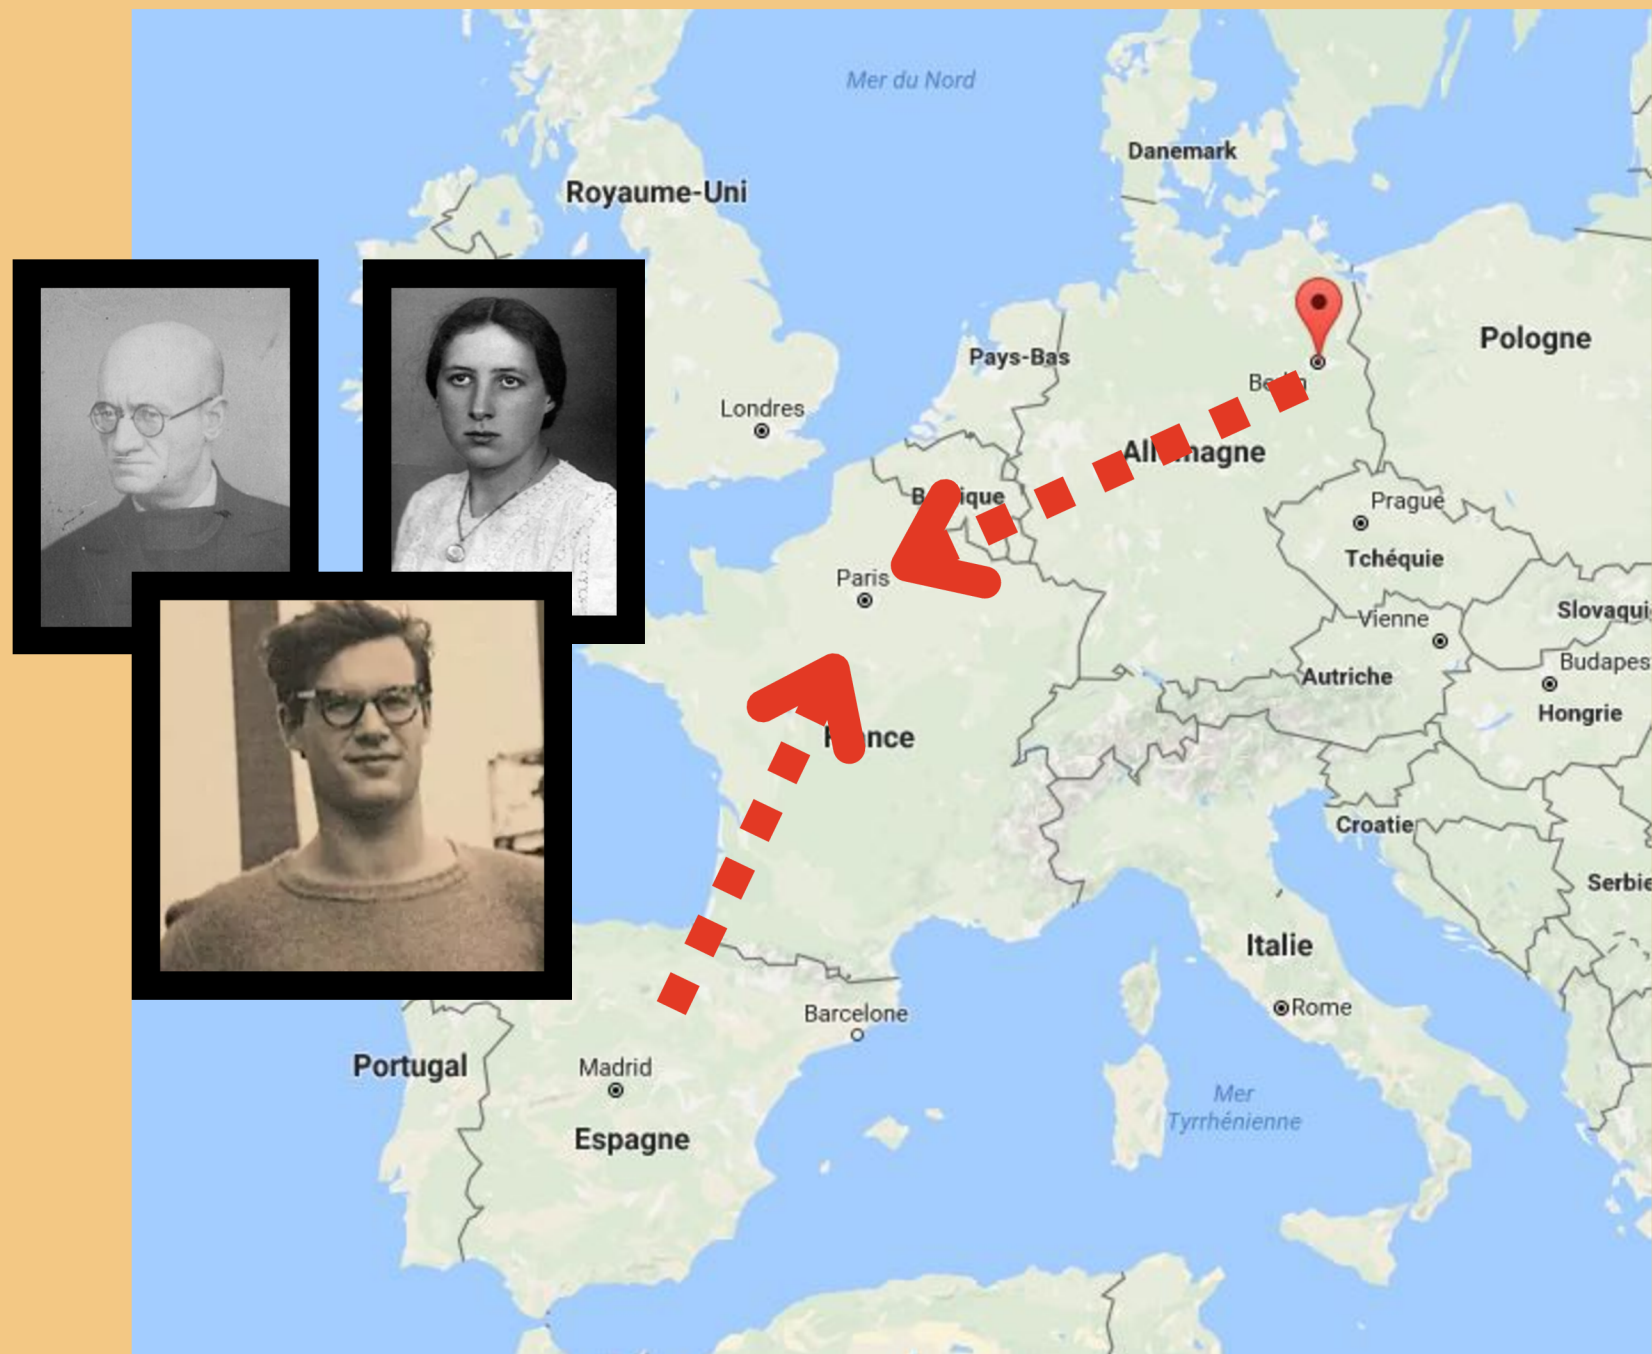 Mer du Nord
Danemark
Royaume-Uni
Pologne
Pays-Bas
Londres
Prague
Tchéquie
Paris
Slovaqui
Vienne
Budapes
Autriche
Hongrie
Croatie
Serbie
Italie
Rome
Barcelone
Portugal
Madrid
Mer
Tyrrhénienne
Espagne